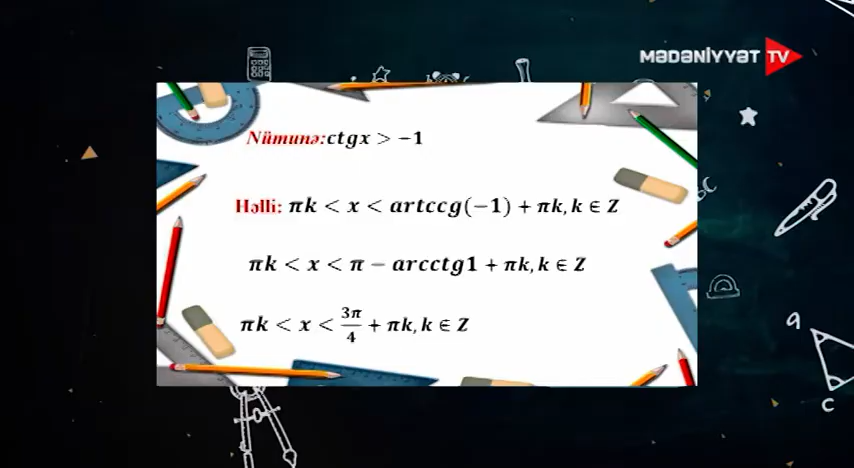 MƏDƏNİYYƏT TV
Nümunə: ctgx > −1
Həlli: πk < x < artccg(−1) + πk, k ∈ Z
πk < x < π − arcctg1 + πk, k ∈ Z
πk < x < 3π/4 + πk, k ∈ Z
a
c